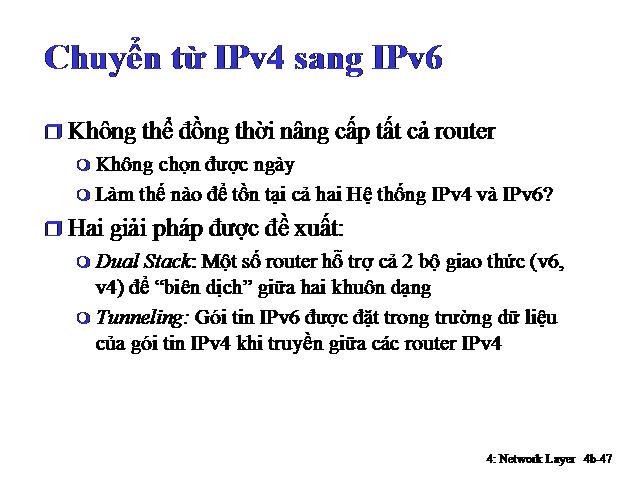 Chuyển từ IPv4 sang IPv6
Không thể đồng thời nâng cấp tất cả router
Không chọn được ngày
Làm thế nào để tồn tại cả hai Hệ thống IPv4 và IPv6?
Hai giải pháp được đề xuất:
Dual Stack: Một số router hỗ trợ cả 2 bộ giao thức (v6,
v4) để “biên dịch” giữa hai khuôn dạng
Tunneling: Gói tin IPv6 được đặt trong trường dữ liệu
của gói tin IPv4 khi truyền giữa các router IPv4
4: Network Layer 4b-47